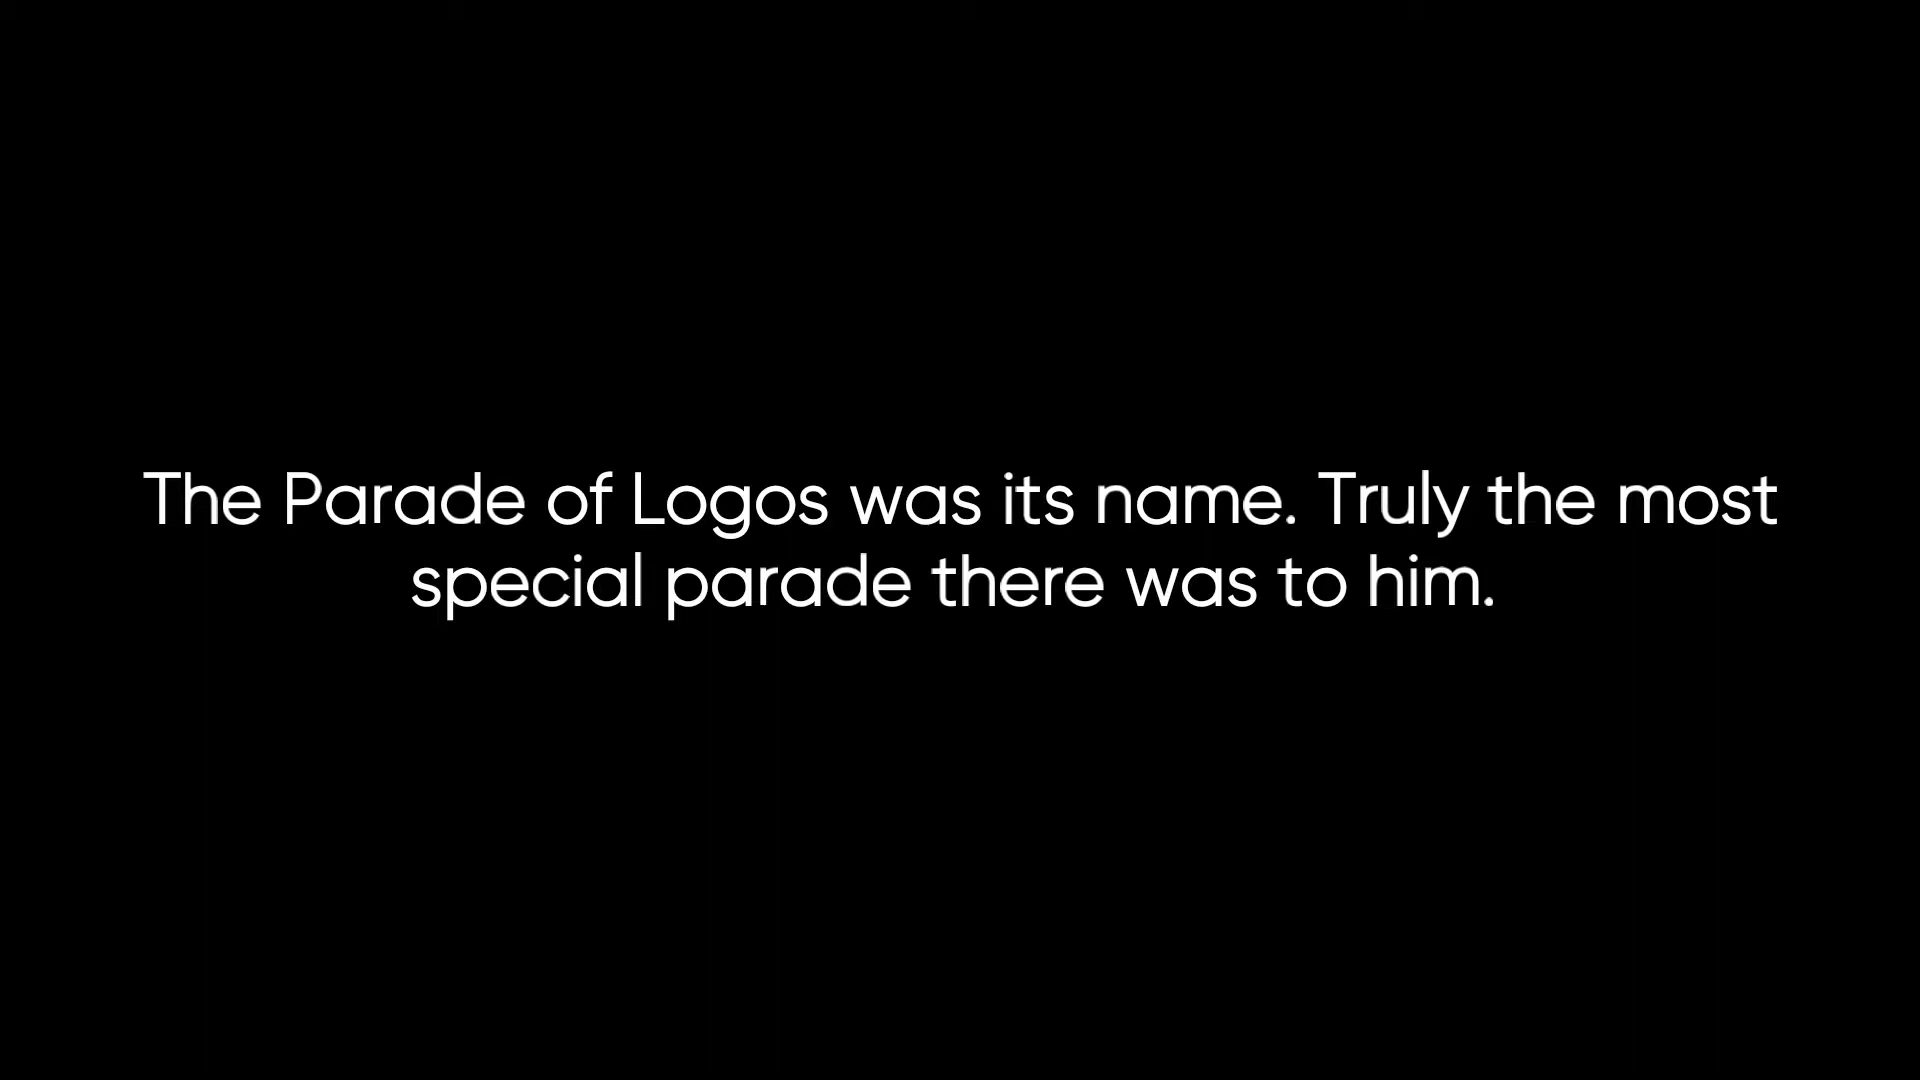 The Parade of Logos was its name. Truly the most
special parade there was to him.